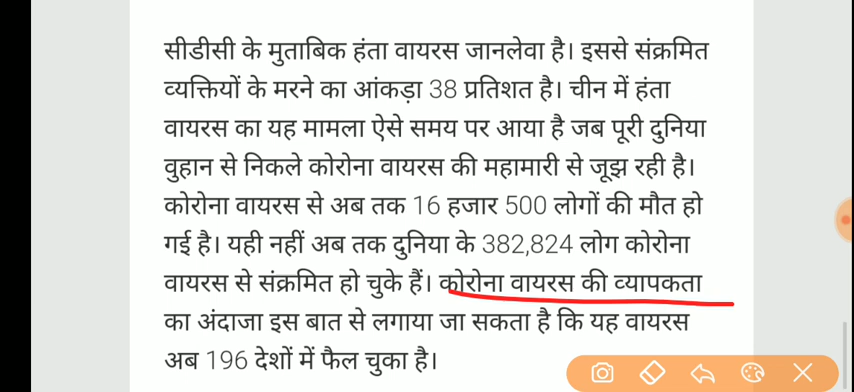 सीडीसी के मुताबिक हंता वायरस जानलेवा है। इससे संक्रमित
व्यक्तियों के मरने का आंकड़ा 38 प्रतिशत है। चीन में हंता
वायरस का यह मामला ऐसे समय पर आया है जब पूरी दुनिया
वुहान से निकले कोरोना वायरस की महामारी से जूझ रही है।
कोरोना वायरस से अब तक 16 हजार 500 लोगों की मौत हो
गई है। यही नहीं अब तक दुनिया के 382,824 लोग कोरोना
वायरस से संक्रमित हो चुके हैं। कोरोना वायरस की व्यापकता
का अंदाजा इस बात से लगाया जा सकता है कि यह वायरस
अब 196 देशों में फैल चुका है।